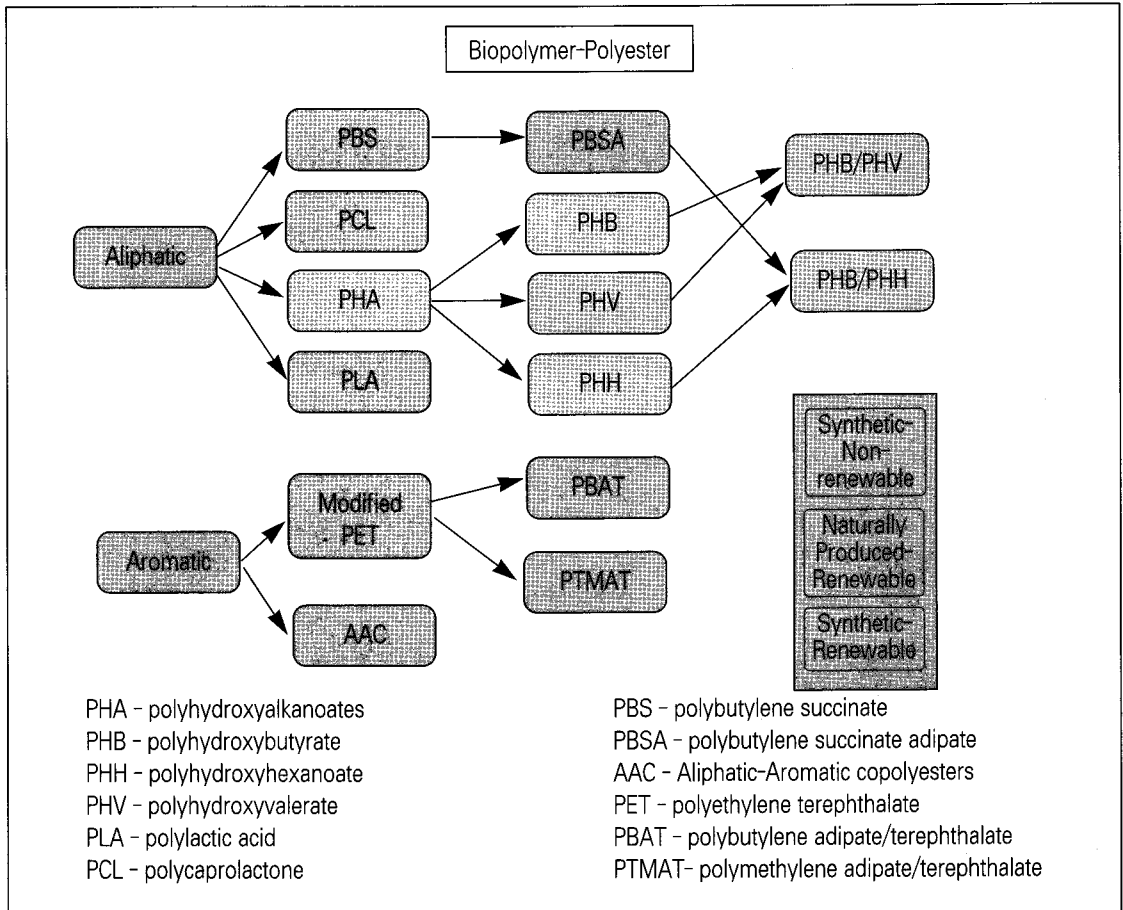 Biopolymer-Polyester
PBS
PBSA
PHB/PHV
PCL
PHB
Aliphatic
PHA
PHV
PHB/PHH
PLA
PHH
Synthetic-
Non-
renewable
Naturally
Produced-
Renewable
Synthetic-
Renewable
Modified
PET
PBAT
Aromatic
PTMAT
AAC
PHA - polyhydroxyalkanoates
PHB - polyhydroxybutyrate
PHH - polyhydroxyhexanoate
PHV - polyhydroxyvalerate
PLA - polylactic acid
PCL - polycaprolactone
PBS - polybutylene succinate
PBSA - polybutylene succinate adipate
AAC - Aliphatic-Aromatic copolyesters
PET - polyethylene terephthalate
PBAT - polybutylene adipate/terephthalate
PTMAT- polymethylene adipate/terephthalate